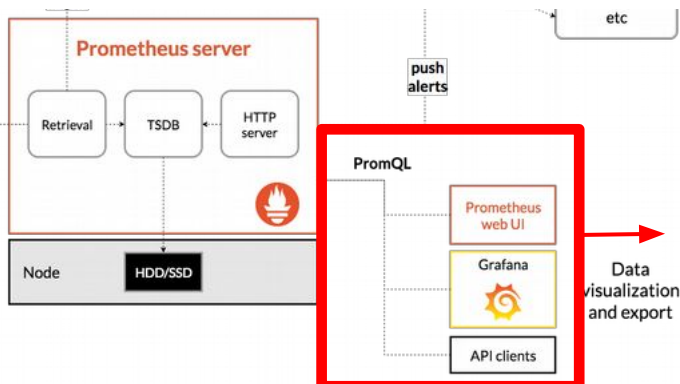 etc
Prometheus server
push
alerts
Retrieval
TSDB
HTTP
server
PromQL
Prometheus
web UI
Node
HDD/SSD
Grafana
Data
visualization
and export
API clients